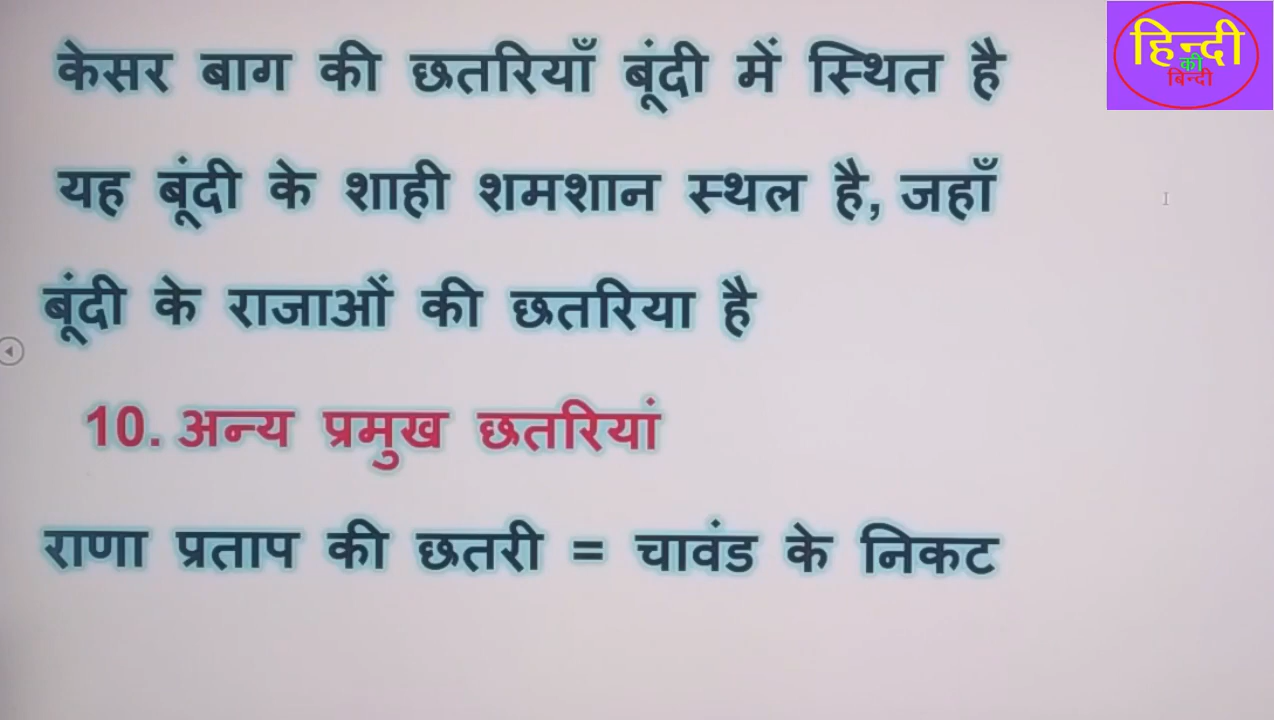 केसर बाग की छतरियाँ बूंदी में स्थित है
यह बूंदी के शाही शमशान स्थल है, जहाँ
बूंदी के राजाओं की छतरिया है
10. अन्य प्रमुख छतरियां
राणा प्रताप की छतरी = चावंड के निकट
हिन्दी
की
बिन्दी